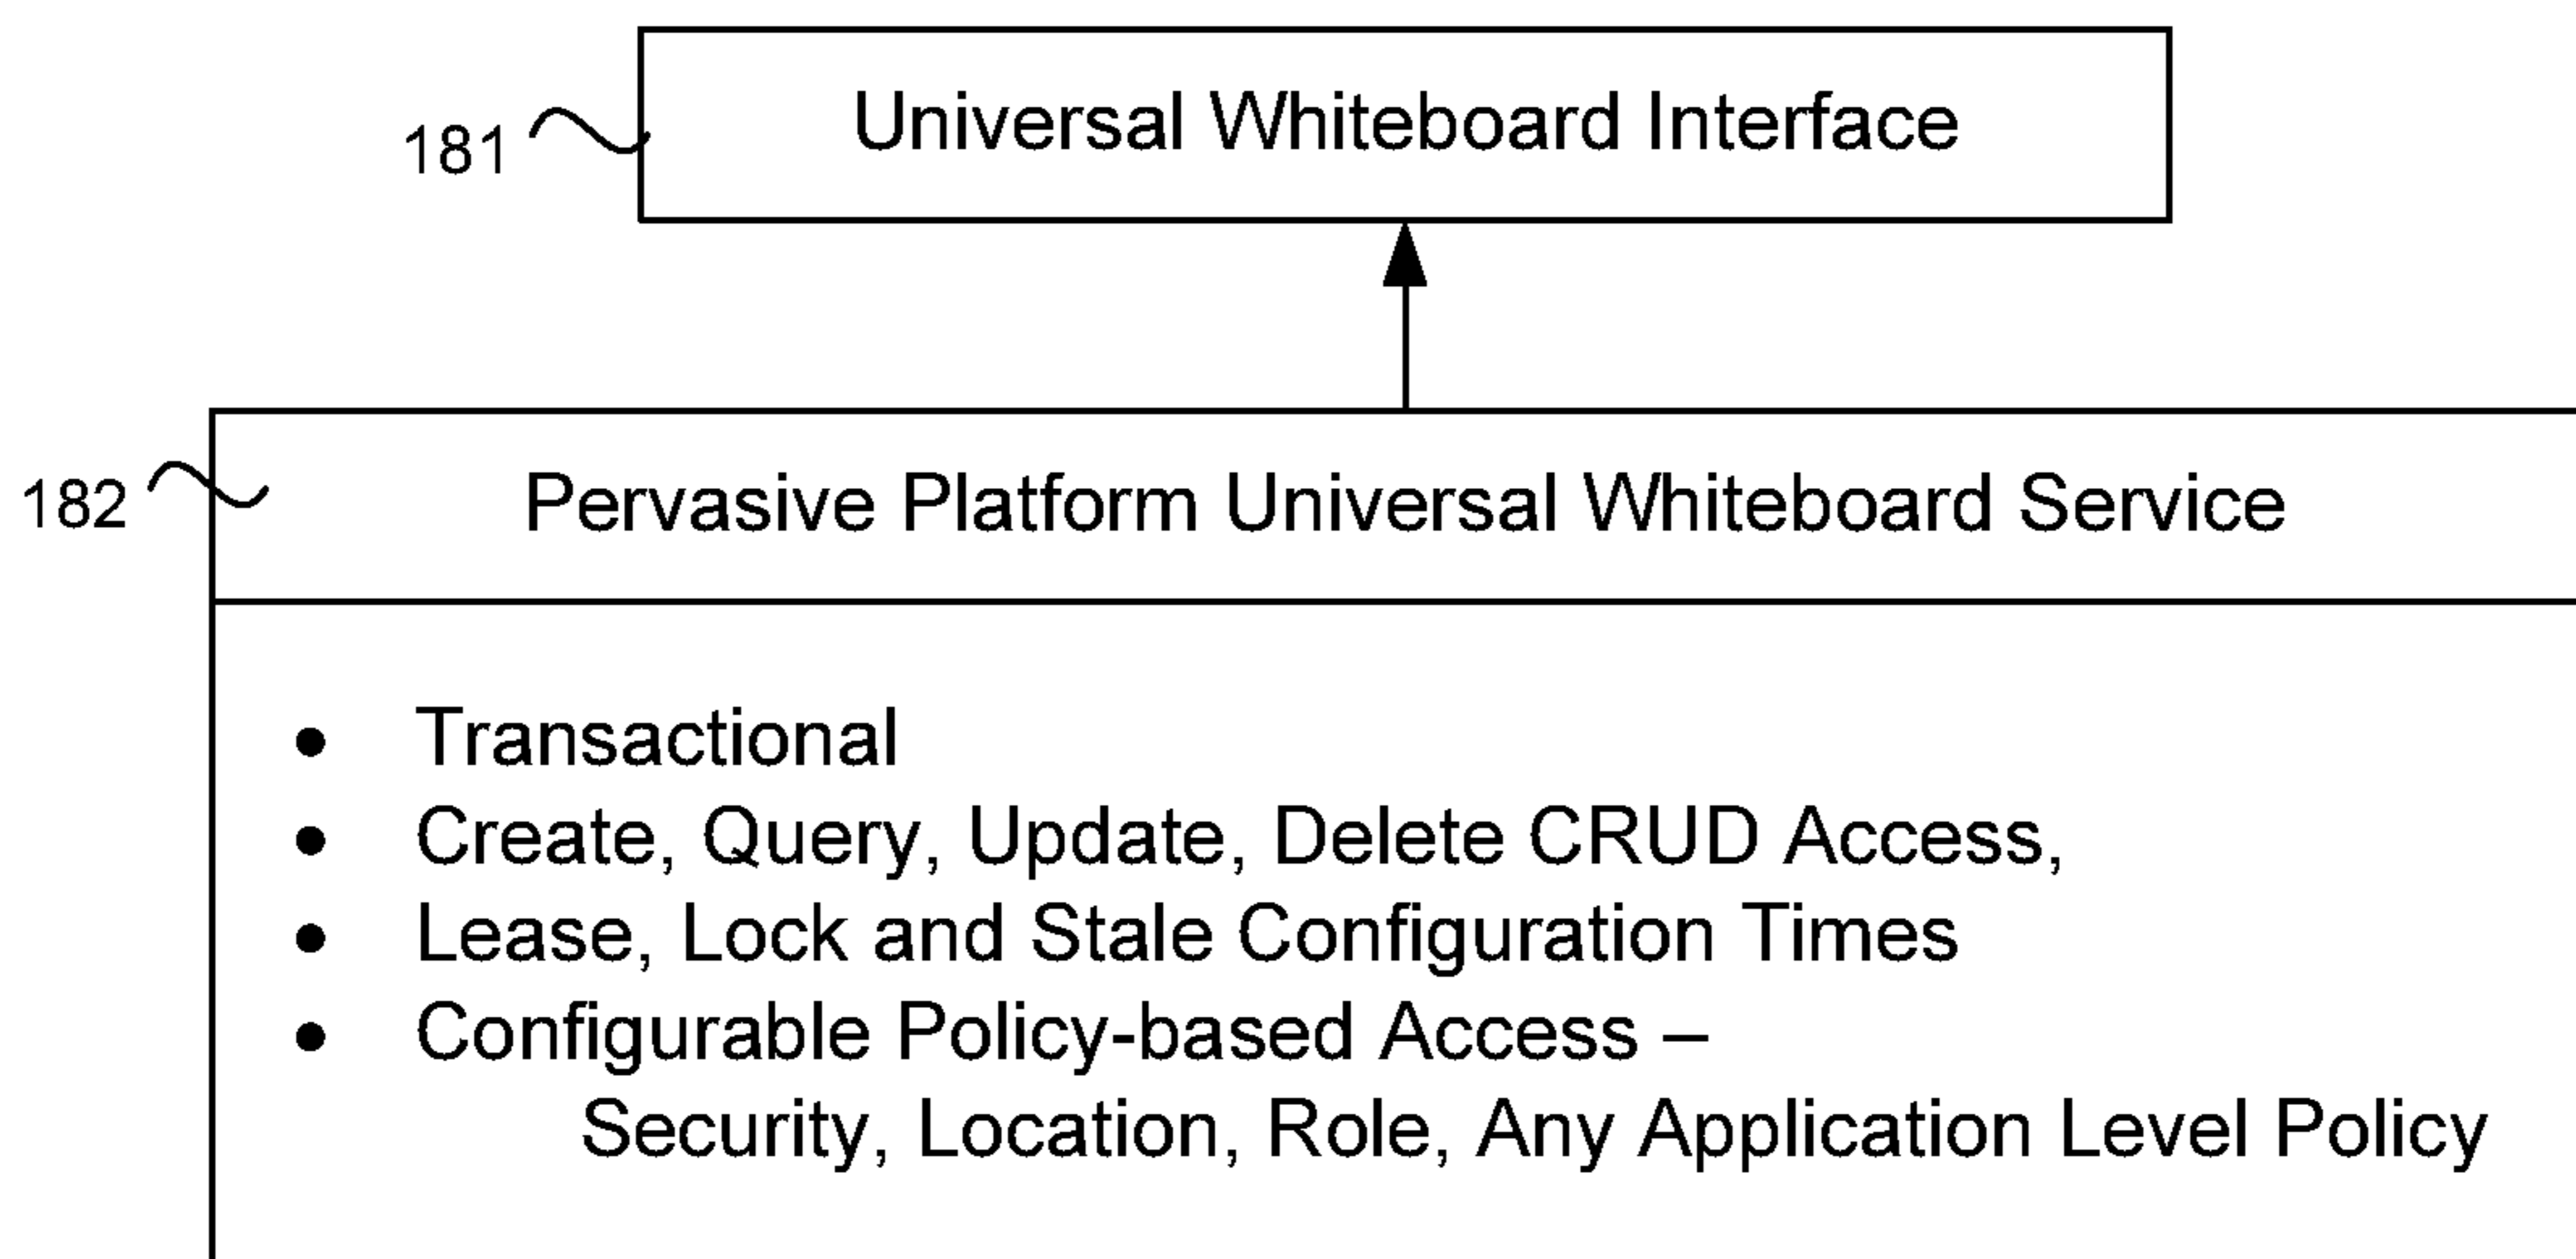 Universal Whiteboard Interface
181
Pervasive Platform Universal Whiteboard Service
182
• Transactional
• Create, Query, Update, Delete CRUD Access,
• Lease, Lock and Stale Configuration Times
• Configurable Policy-based Access –
Security, Location, Role, Any Application Level Policy